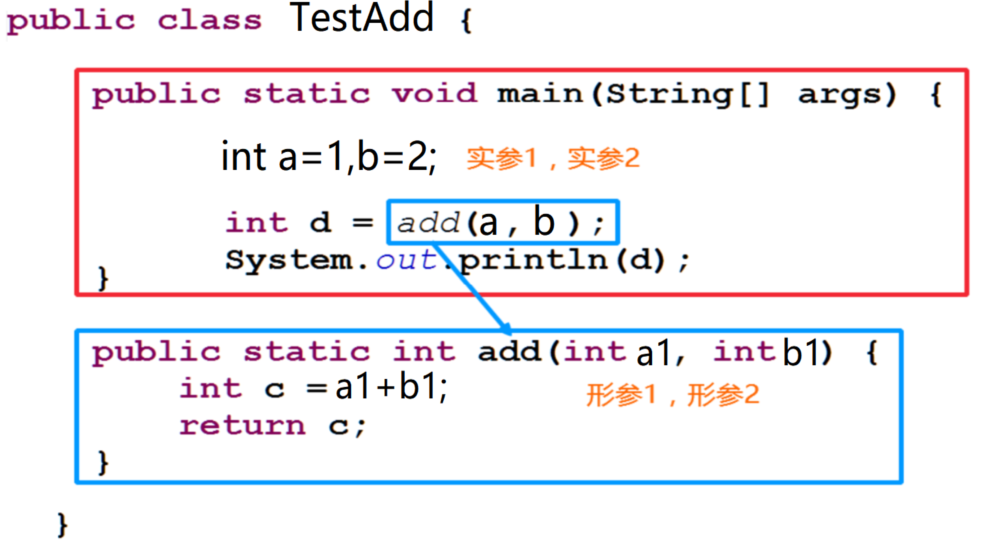 public class TestAdd {
public static void main(String[] args) {
int a=1,b=2; 实参1，实参2
int d = add(a, b );
System.out.println(d);
}
public static int add(int a1, int b1) {
int c =a1+b1; 形参1，形参2
return c;
}
}